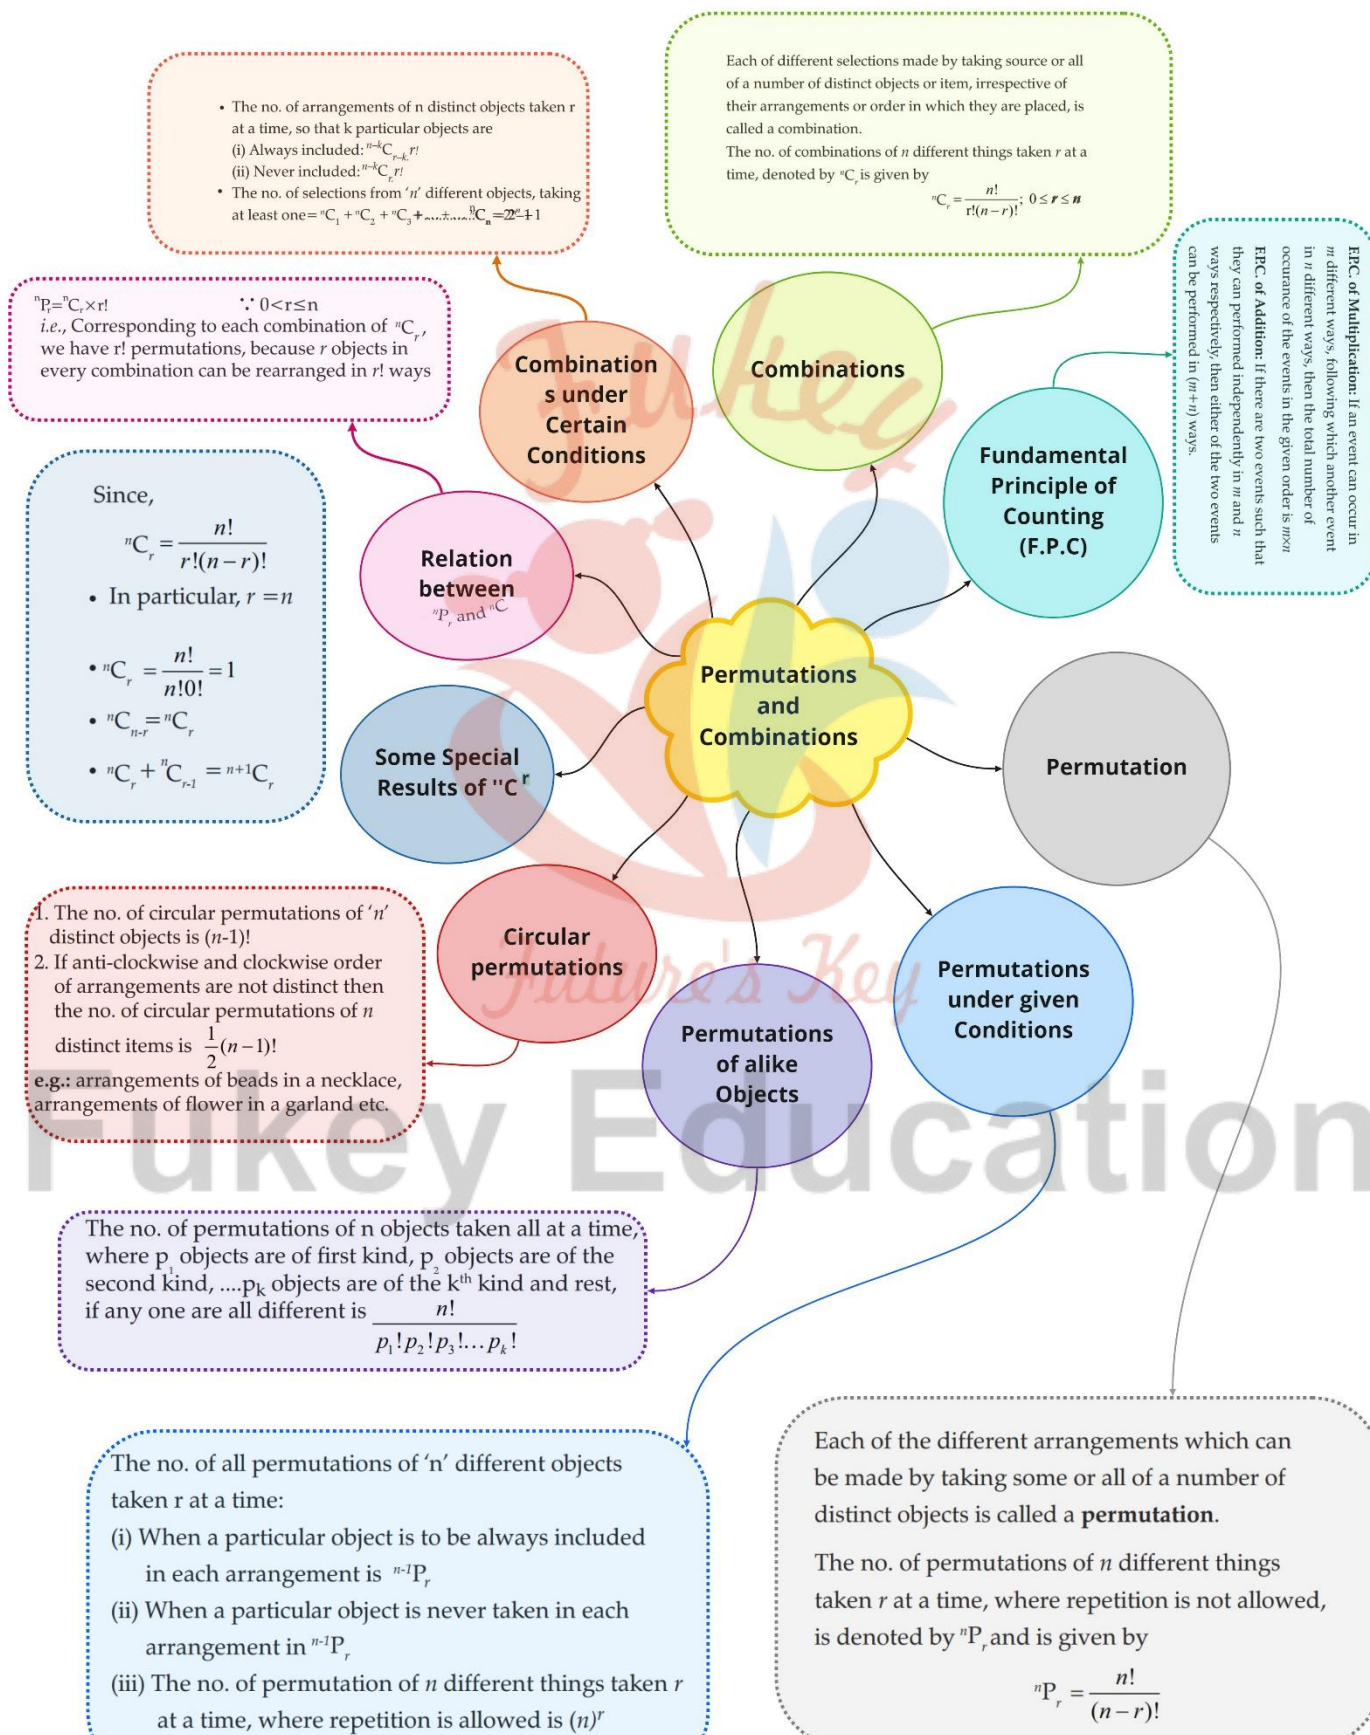 Each of different selections made by taking source or all
of a number of distinct objects or item, irrespective of
their arrangements or order in which they are placed, is
called a combination.
The no. of combinations of n different things taken r at a
time, denoted by ⁿCᵣ is given by
ⁿCᵣ = n!/(r!(n−r)!); 0 ≤ r ≤ n
• The no. of arrangements of n distinct objects taken r
at a time, so that k particular objects are
(i) Always included: ⁿ⁻ᵏCᵣ₋ₖ.r!
(ii) Never included: ⁿ⁻ᵏCᵣ.r!
• The no. of selections from ‘n’ different objects, taking
at least one = ⁿC₁ + ⁿC₂ + ⁿC₃ +....+.... ⁿCₙ = 2ⁿ−1
F.P.C. of Multiplication: If an event can occur in
m different ways, following which another event
in n different ways, then the total number of
occurance of the events in the given order is m×n
F.P.C. of Addition: If there are two events such that
they can performed independently in m and n
ways respectively, then either of the two events
can be performed in (m+n) ways.
ⁿPᵣ=ⁿCᵣ×r! ∵ 0<r≤n
i.e., Corresponding to each combination of ⁿCᵣ,
we have r! permutations, because r objects in
every combination can be rearranged in r! ways
Combination
s under
Certain
Conditions
Combinations
Fundamental
Principle of
Counting
(F.P.C)
Relation
between
ⁿPᵣ and ⁿC
Since,
ⁿCᵣ = n!/(r!(n−r)!)
• In particular, r = n
• ⁿCᵣ = n!/(n!0!) = 1
• ⁿCₙ₋ᵣ = ⁿCᵣ
• ⁿCᵣ + ⁿCᵣ₋₁ = ⁿ⁺¹Cᵣ
Permutations
and
Combinations
Some Special
Results of "C ʳ
Permutation
Circular
permutations
Permutations
of alike
Objects
Permutations
under given
Conditions
1. The no. of circular permutations of ‘n’
distinct objects is (n-1)!
2. If anti-clockwise and clockwise order
of arrangements are not distinct then
the no. of circular permutations of n
distinct items is 1/2(n−1)!
e.g.: arrangements of beads in a necklace,
arrangements of flower in a garland etc.
Fukey
Future's Key
Fukey Education
The no. of permutations of n objects taken all at a time,
where p₁ objects are of first kind, p₂ objects are of the
second kind, ....pₖ objects are of the kᵗʰ kind and rest,
if any one are all different is n!/(p₁!p₂!p₃!...pₖ!)
The no. of all permutations of ‘n’ different objects
taken r at a time:
(i) When a particular object is to be always included
in each arrangement is ⁿ⁻¹Pᵣ
(ii) When a particular object is never taken in each
arrangement in ⁿ⁻¹Pᵣ
(iii) The no. of permutation of n different things taken r
at a time, where repetition is allowed is (n)ʳ
Each of the different arrangements which can
be made by taking some or all of a number of
distinct objects is called a permutation.
The no. of permutations of n different things
taken r at a time, where repetition is not allowed,
is denoted by ⁿPᵣ and is given by
ⁿPᵣ = n!/(n−r)!